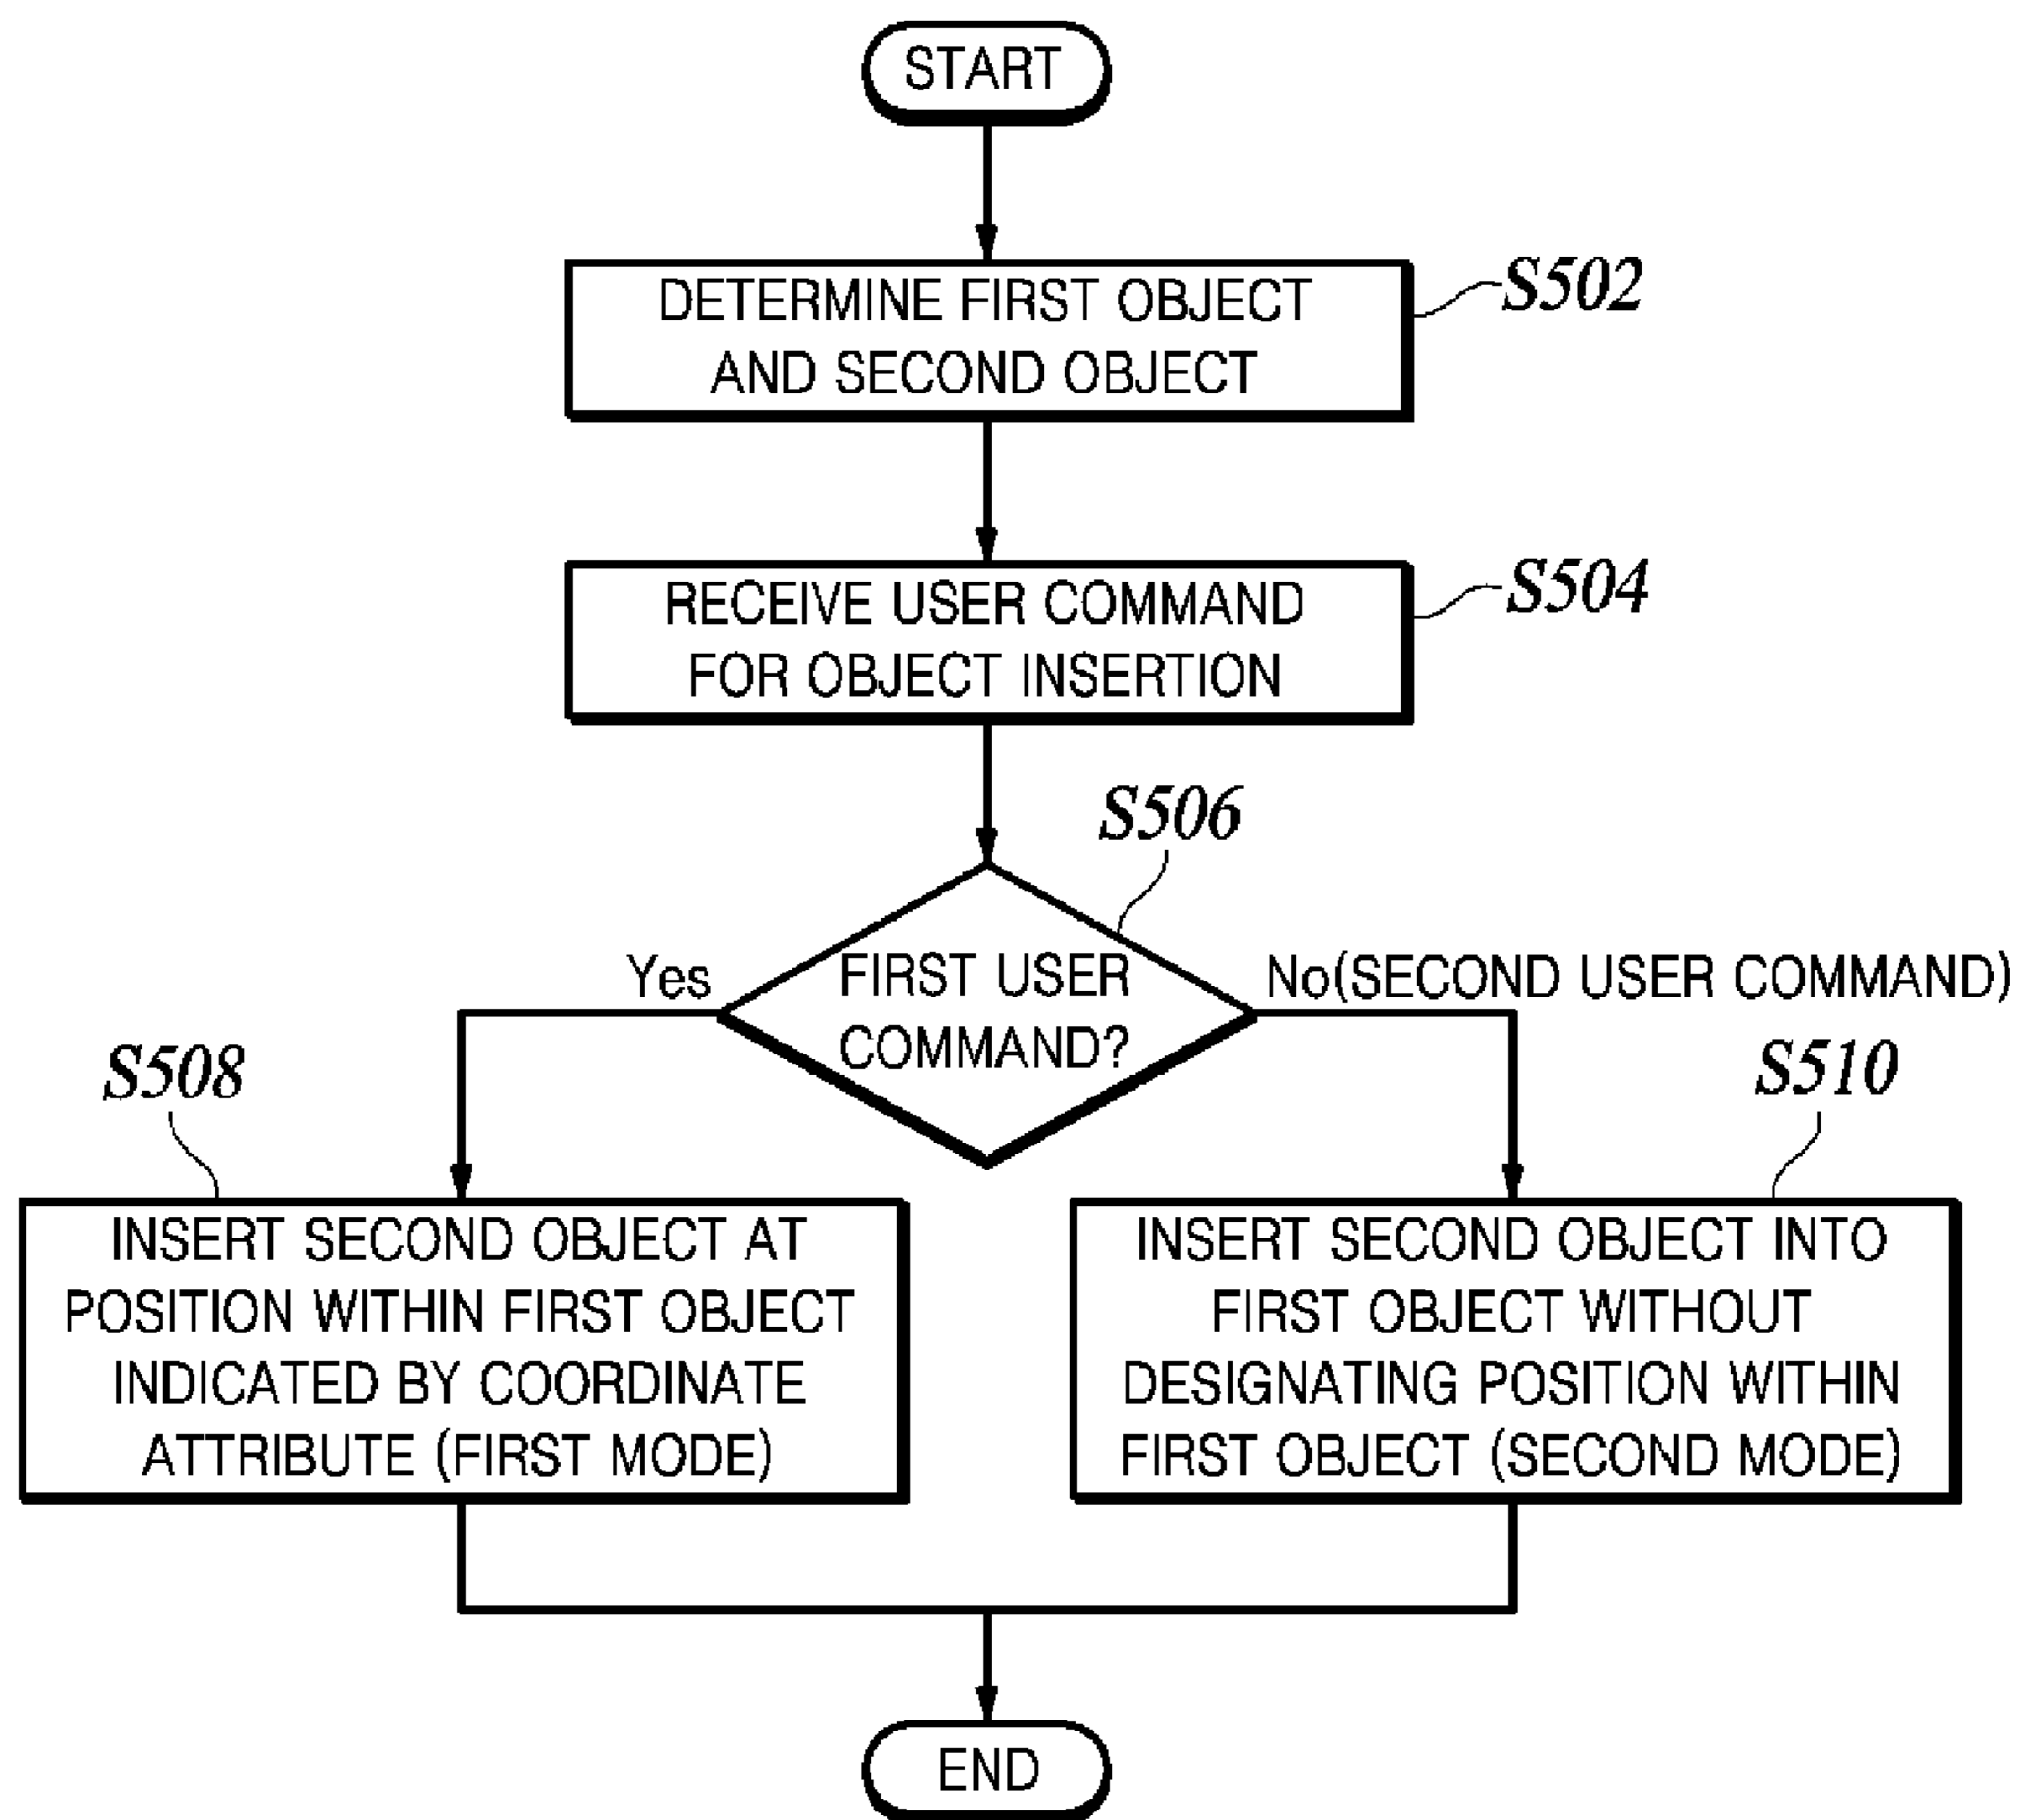 START
DETERMINE FIRST OBJECT
AND SECOND OBJECT
S502
RECEIVE USER COMMAND
FOR OBJECT INSERTION
S504
S506
FIRST USER
COMMAND?
Yes
No(SECOND USER COMMAND)
S508
INSERT SECOND OBJECT AT
POSITION WITHIN FIRST OBJECT
INDICATED BY COORDINATE
ATTRIBUTE (FIRST MODE)
S510
INSERT SECOND OBJECT INTO
FIRST OBJECT WITHOUT
DESIGNATING POSITION WITHIN
FIRST OBJECT (SECOND MODE)
END